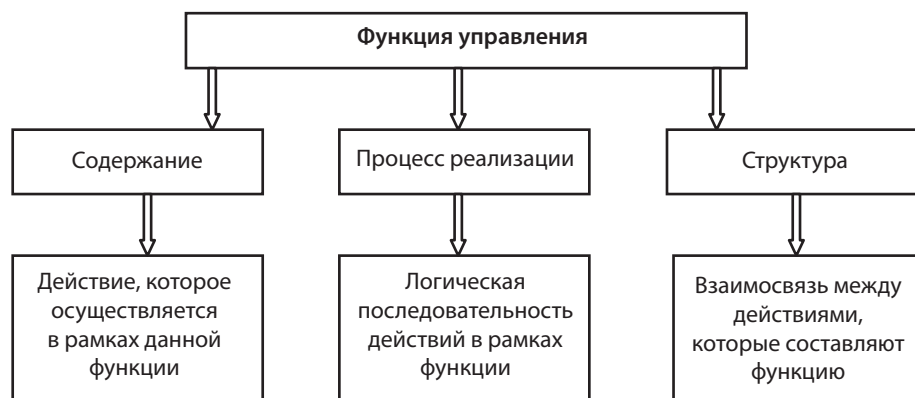 Функция управления
Содержание
Процесс реализации
Структура
Действие, которое
осуществляется
в рамках данной
функции
Логическая
последовательность
действий в рамках
функции
Взаимосвязь между
действиями,
которые составляют
функцию